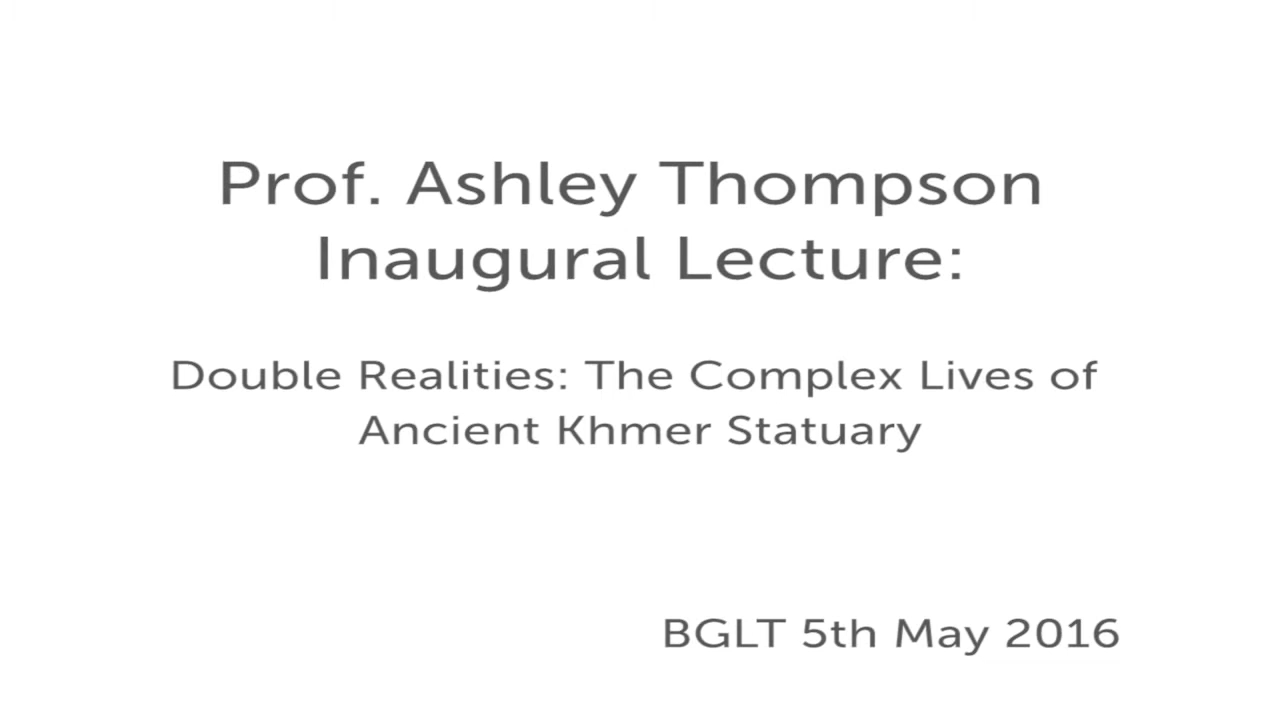 Prof. Ashley Thompson
Inaugural Lecture:
Double Realities: The Complex Lives of
Ancient Khmer Statuary
BGLT 5th May 2016